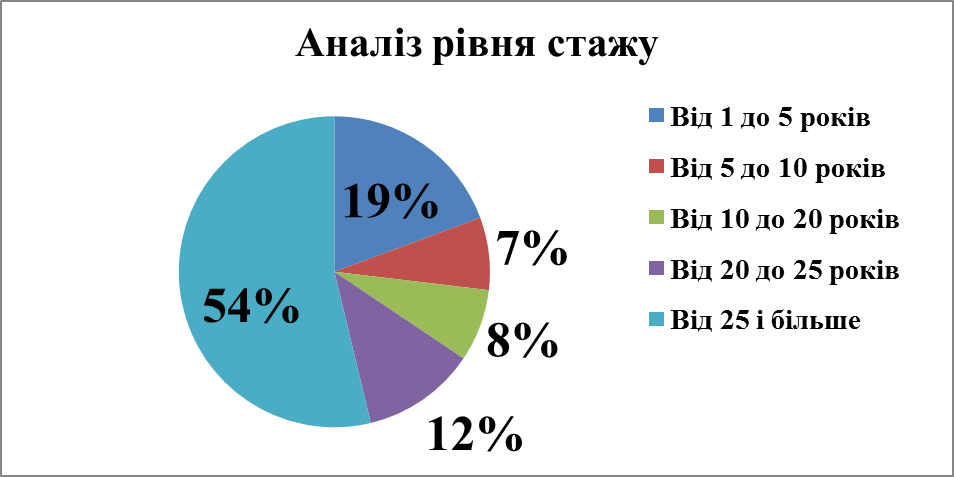 Аналіз рівня стажу
19%
7%
8%
12%
54%
Від 1 до 5 років
Від 5 до 10 років
Від 10 до 20 років
Від 20 до 25 років
Від 25 і більше